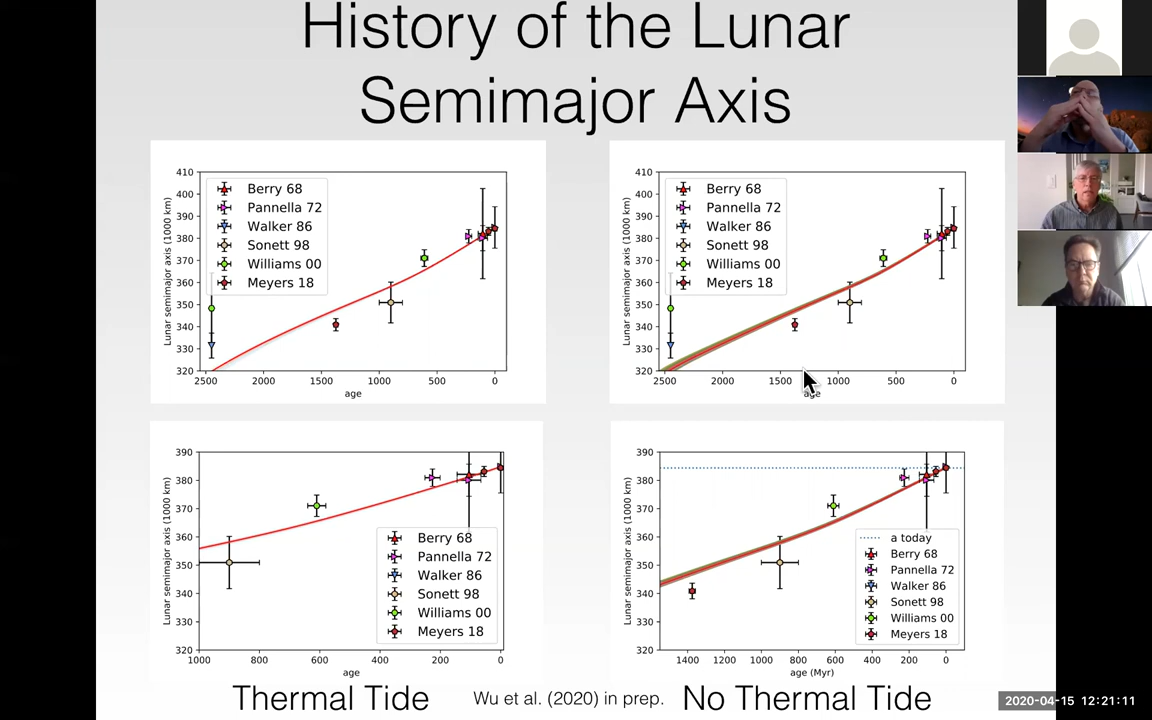 History of the Lunar
Semimajor Axis
410
400
390
380
370
360
350
340
330
320
Lunar semimajor axis (1000 km)
Berry 68
Pannella 72
Walker 86
Sonett 98
Williams 00
Meyers 18
2500 2000 1500 1000 500 0
age
410
400
390
380
370
360
350
340
330
320
Lunar semimajor axis (1000 km)
Berry 68
Pannella 72
Walker 86
Sonett 98
Williams 00
Meyers 18
2500 2000 1500 1000 500 0
age
390
380
370
360
350
340
330
320
Lunar semimajor axis (1000 km)
Berry 68
Pannella 72
Walker 86
Sonett 98
Williams 00
Meyers 18
1000 800 600 400 200 0
age
390
380
370
360
350
340
330
320
Lunar semimajor axis (1000 km)
a today
Berry 68
Pannella 72
Walker 86
Sonett 98
Williams 00
Meyers 18
1400 1200 1000 800 600 400 200 0
age (Myr)
Thermal Tide
Wu et al. (2020) in prep.
No Thermal Tide
2020-04-15 12:21:11